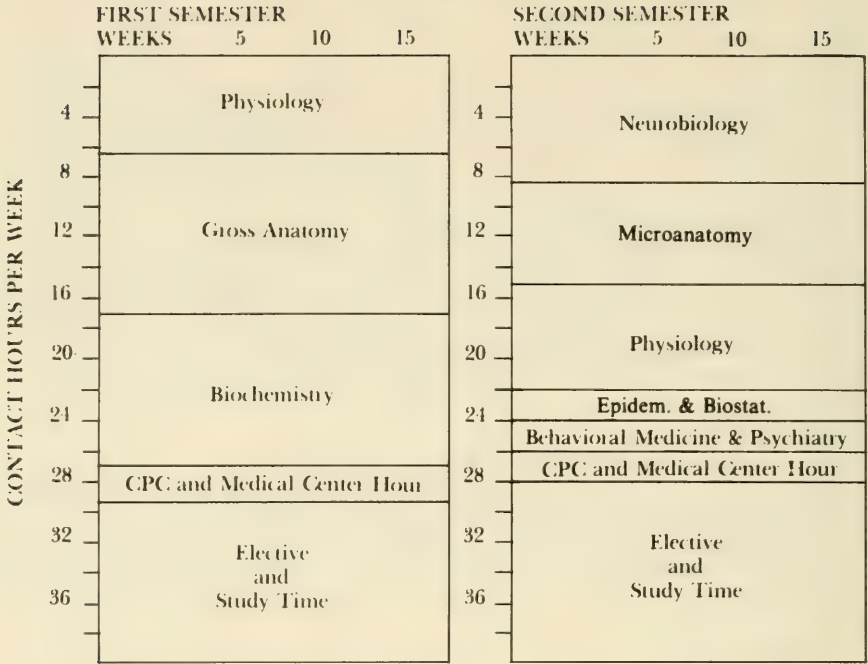 FIRST SEMESTER
WEEKS 5 10 15
CONTACT HOURS PER WEEK
4
8
12
16
20
24
28
32
36
Physiology
Gross Anatomy
Biochemistry
CPC and Medical Center Hour
Elective
and
Study Time
SECOND SEMESTER
WEEKS 5 10 15
4
8
12
16
20
24
28
32
36
Neurobiology
Microanatomy
Physiology
Epidem. & Biostat.
Behavioral Medicine & Psychiatry
CPC and Medical Center Hour
Elective
and
Study Time